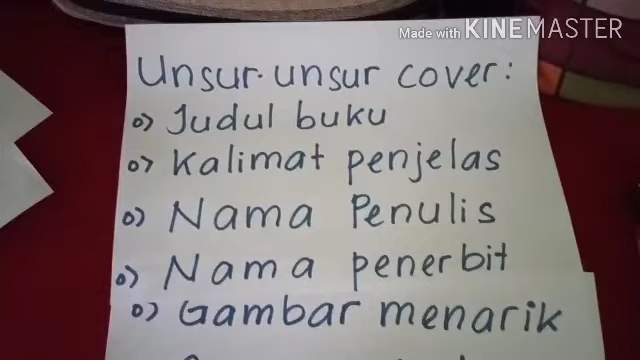 Made with KINEMASTER
Unsur-unsur cover:
o) Judul buku
o) Kalimat penjelas
o) Nama Penulis
o) Nama penerbit
o) Gambar menarik